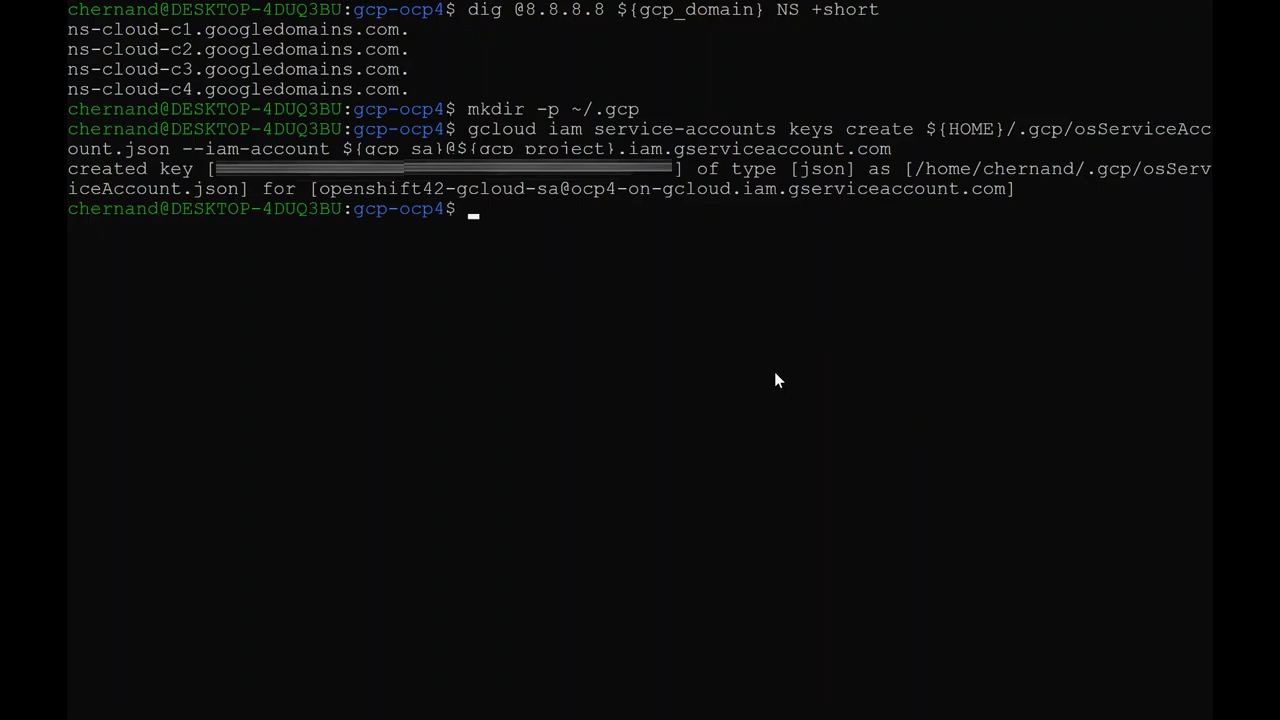 chernand@DESKTOP-4DUQ3BU:gcp-ocp4$ dig @8.8.8.8 ${gcp_domain} NS +short
ns-cloud-c1.googledomains.com.
ns-cloud-c2.googledomains.com.
ns-cloud-c3.googledomains.com.
ns-cloud-c4.googledomains.com.
chernand@DESKTOP-4DUQ3BU:gcp-ocp4$ mkdir -p ~/.gcp
chernand@DESKTOP-4DUQ3BU:gcp-ocp4$ gcloud iam service-accounts keys create ${HOME}/.gcp/osServiceAcc
ount.json --iam-account ${gcp_sa}@${gcp_project}.iam.gserviceaccount.com
created key [] of type [json] as [/home/chernand/.gcp/osServ
iceAccount.json] for [openshift42-gcloud-sa@ocp4-on-gcloud.iam.gserviceaccount.com]
chernand@DESKTOP-4DUQ3BU:gcp-ocp4$